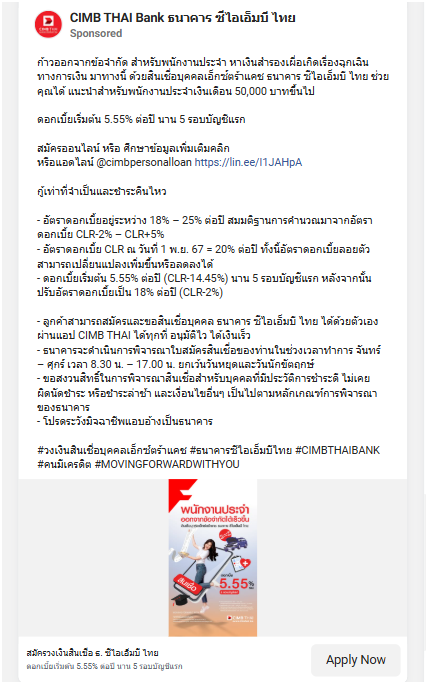 CIMB THAI Bank ธนาคาร ซีไอเอ็มบี ไทย
Sponsored
ก้าวออกจากข้อจำกัด สำหรับพนักงานประจำ หาเงินสำรองเผื่อเกิดเรื่องฉุกเฉิน
ทางการเงิน มาทางนี้ ด้วยสินเชื่อบุคคลเอ็กซ์ตร้าแคช ธนาคาร ซีไอเอ็มบี ไทย ช่วย
คุณได้ แนะนำสำหรับพนักงานประจำเงินเดือน 50,000 บาทขึ้นไป
ดอกเบี้ยเริ่มต้น 5.55% ต่อปี นาน 5 รอบบัญชีแรก
สมัครออนไลน์ หรือ ศึกษาข้อมูลเพิ่มเติมคลิก
หรือแอดไลน์ @cimbpersonalloan https://lin.ee/I1JAHpA
กู้เท่าที่จำเป็นและชำระคืนไหว
- อัตราดอกเบี้ยอยู่ระหว่าง 18% – 25% ต่อปี สมมติฐานการคำนวณมาจากอัตรา
ดอกเบี้ย CLR-2% – CLR+5%
- อัตราดอกเบี้ย CLR ณ วันที่ 1 พ.ย. 67 = 20% ต่อปี ทั้งนี้อัตราดอกเบี้ยลอยตัว
สามารถเปลี่ยนแปลงเพิ่มขึ้นหรือลดลงได้
- ดอกเบี้ยเริ่มต้น 5.55% ต่อปี (CLR-14.45%) นาน 5 รอบบัญชีแรก หลังจากนั้น
ปรับอัตราดอกเบี้ยเป็น 18% ต่อปี (CLR-2%)
- ลูกค้าสามารถสมัครและขอสินเชื่อบุคคล ธนาคาร ซีไอเอ็มบี ไทย ได้ด้วยตัวเอง
ผ่านแอป CIMB THAI ได้ทุกที่ อนุมัติไว ได้เงินเร็ว
- ธนาคารจะดำเนินการพิจารณาใบสมัครสินเชื่อของท่านในช่วงเวลาทำการ จันทร์
– ศุกร์ เวลา 8.30 น. – 17.00 น. ยกเว้นวันหยุดและวันนักขัตฤกษ์
- ขอสงวนสิทธิ์ในการพิจารณาสินเชื่อสำหรับบุคคลที่มีประวัติการชำระดี ไม่เคย
ผิดนัดชำระ หรือชำระล่าช้า และเงื่อนไขอื่นๆ เป็นไปตามหลักเกณฑ์การพิจารณา
ของธนาคาร
- โปรดระวังมิจฉาชีพแอบอ้างเป็นธนาคาร
#วงเงินสินเชื่อบุคคลเอ็กซ์ตร้าแคช #ธนาคารซีไอเอ็มบีไทย #CIMBTHAIBANK
#คนมีเครดิต #MOVINGFORWARDWITHYOU
พนักงานประจำ
ออกจากข้อจำกัดได้เร็วขึ้น
สินเชื่อ
5.55%
CIMB THAI
สมัครวงเงินสินเชื่อ ธ. ซีไอเอ็มบี ไทย
ดอกเบี้ยเริ่มต้น 5.55% ต่อปี นาน 5 รอบบัญชีแรก
Apply Now